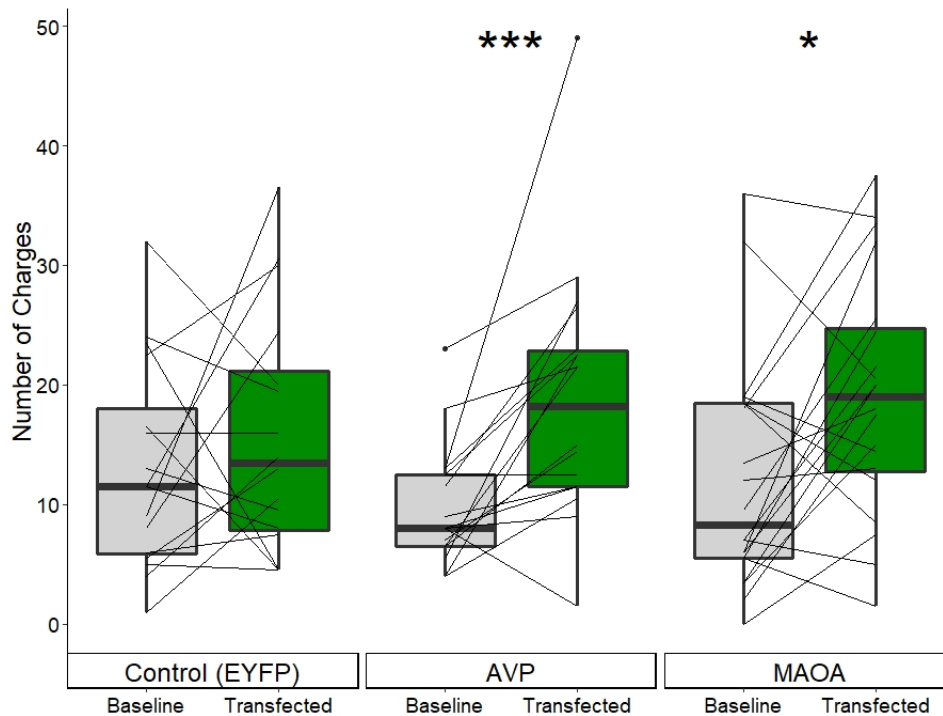 50
*** *
40
30
20
10
0
Number of Charges
Control (EYFP) AVP MAOA
Baseline Transfected Baseline Transfected Baseline Transfected